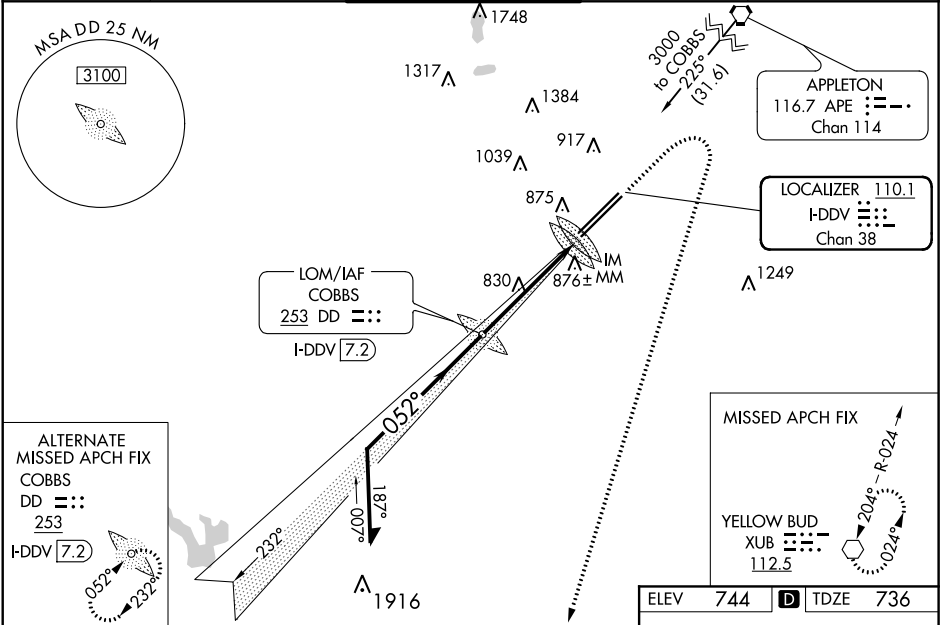 MSA DD 25 NM
3100
1748
1317
1384
917
1039
875
3000
to COBBS
225°
(31.6)
APPLETON
116.7 APE
Chan 114
LOCALIZER 110.1
I-DDV
Chan 38
IM
MM
830
876±
1249
LOM/IAF
COBBS
253 DD
I-DDV 7.2
052°
187°
007°
232°
1916
ALTERNATE
MISSED APCH FIX
COBBS
DD
253
I-DDV 7.2
052°
232°
MISSED APCH FIX
204° – R-024
YELLOW BUD
XUB
112.5
024°
ELEV 744 D TDZE 736